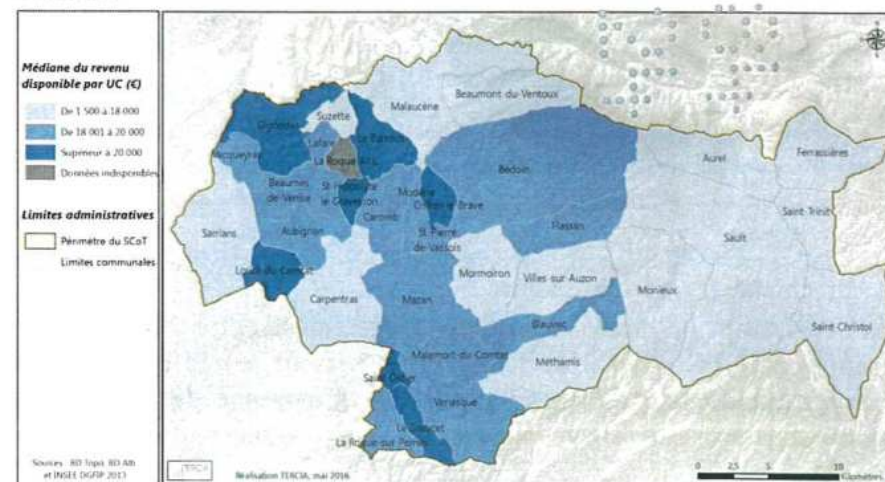 Médiane du revenu
disponible par UC (€)
De 1 500 à 18 000
De 18 001 à 20 000
Supérieur à 20 000
Données indisponibles
Limites administratives
Périmètre du SCoT
Limites communales
Sources : BD Topo, BD Alti
et INSEE DGFIP 2013
Réalisation TERCIA, mai 2016
0 2,5 5 10
Kilomètres
Beaumont du Ventoux
Malaucène
Suzette
Gigondas
Lafare
Le Barroux
Vacqueyras
La Roque Alric
Bedoin
Aurel
Ferrassières
Beaumes
de Venise
St Hippolyte
le Graveyron
Modène
Crillon le Brave
Caromb
Saint Trinit
Flassan
Sarrians
Aubignan
St Pierre
de Vassols
Sault
Loriol du Comtat
Mormoiron
Villes sur Auzon
Monieux
Carpentras
Mazan
Blauvac
Saint Christol
Malemort du Comtat
Méthamis
Saint Didier
Venasque
Le Beaucet
La Roque sur Pernes